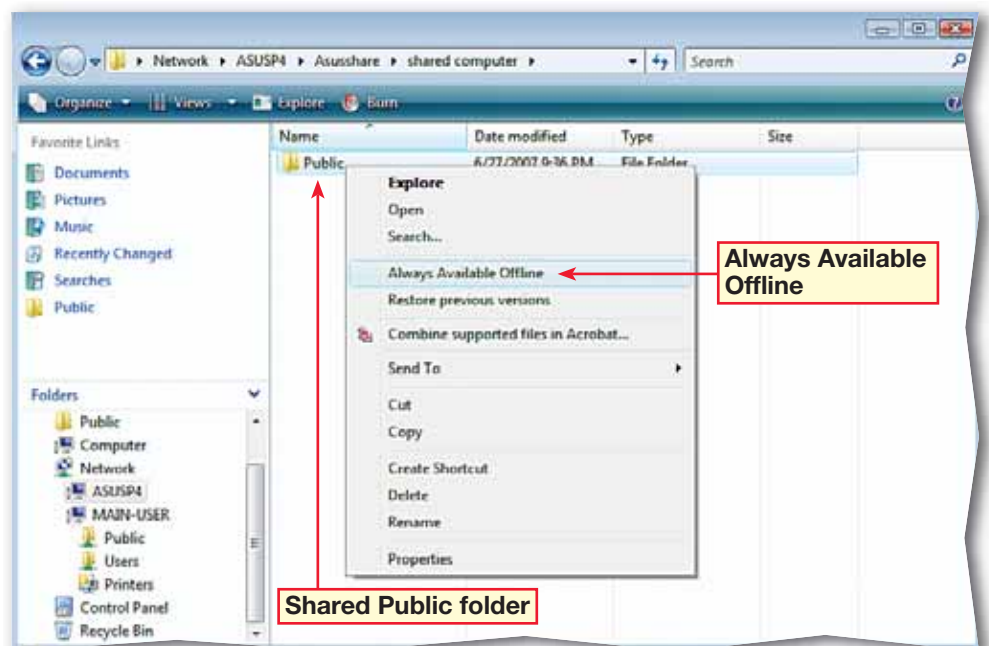 Network ▸ ASUSP4 ▸ Asusshare ▸ shared computer ▸
Search
Organize Views Explore Burn
Favorite Links
Documents
Pictures
Music
Recently Changed
Searches
Public
Folders
Public
Computer
Network
ASUSP4
MAIN-USER
Public
Users
Printers
Control Panel
Recycle Bin
Name Date modified Type Size
Public 6/27/2007 9:36 PM File Folder
Explore
Open
Search...
Always Available Offline
Restore previous versions
Combine supported files in Acrobat...
Send To
Cut
Copy
Create Shortcut
Delete
Rename
Properties
Always Available
Offline
Shared Public folder